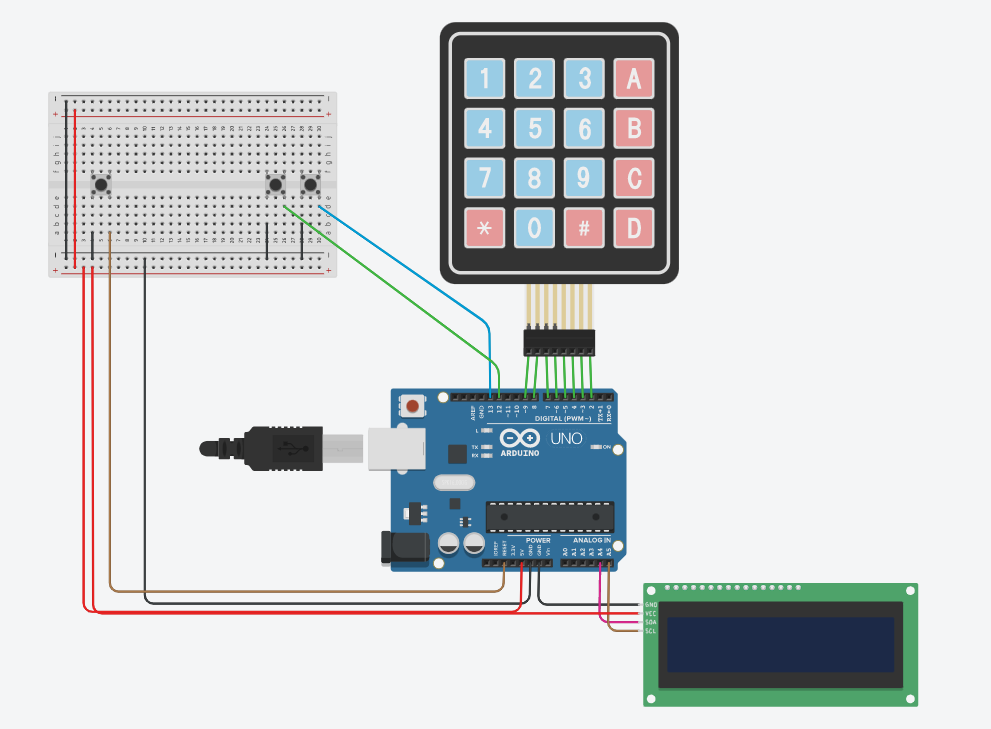 1 2 3 A
4 5 6 B
7 8 9 C
* 0 # D
- -
+ +
j
i
h
g
f
e
d
c
b
a
- -
+ +
AREF
GND
13
12
~11
~10
~9
8
7
~6
~5
4
~3
2
TX→1
RX←0
DIGITAL (PWM~)
L
TX
RX
ARDUINO
UNO
ON
POWER
ANALOG IN
IOREF
RESET
3.3V
5V
GND
GND
Vin
A0
A1
A2
A3
A4
A5
GND
VCC
SDA
SCL